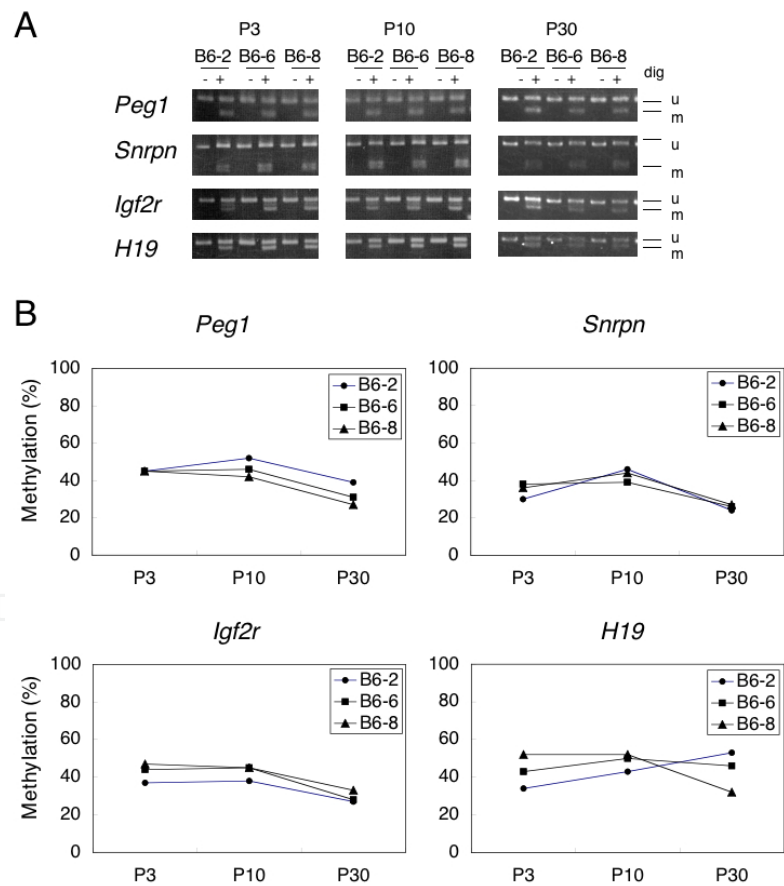 A
P3 P10 P30
B6-2 B6-6 B6-8 B6-2 B6-6 B6-8 B6-2 B6-6 B6-8
- + - + - + - + - + - + - + - + - + dig
Peg1 u
m
Snrpn u
m
Igf2r u
m
H19 u
m
B
Peg1
Methylation (%)
100
80
60
40
20
0
P3 P10 P30
B6-2
B6-6
B6-8
Snrpn
100
80
60
40
20
0
P3 P10 P30
B6-2
B6-6
B6-8
Igf2r
Methylation (%)
100
80
60
40
20
0
P3 P10 P30
B6-2
B6-6
B6-8
H19
100
80
60
40
20
0
P3 P10 P30
B6-2
B6-6
B6-8